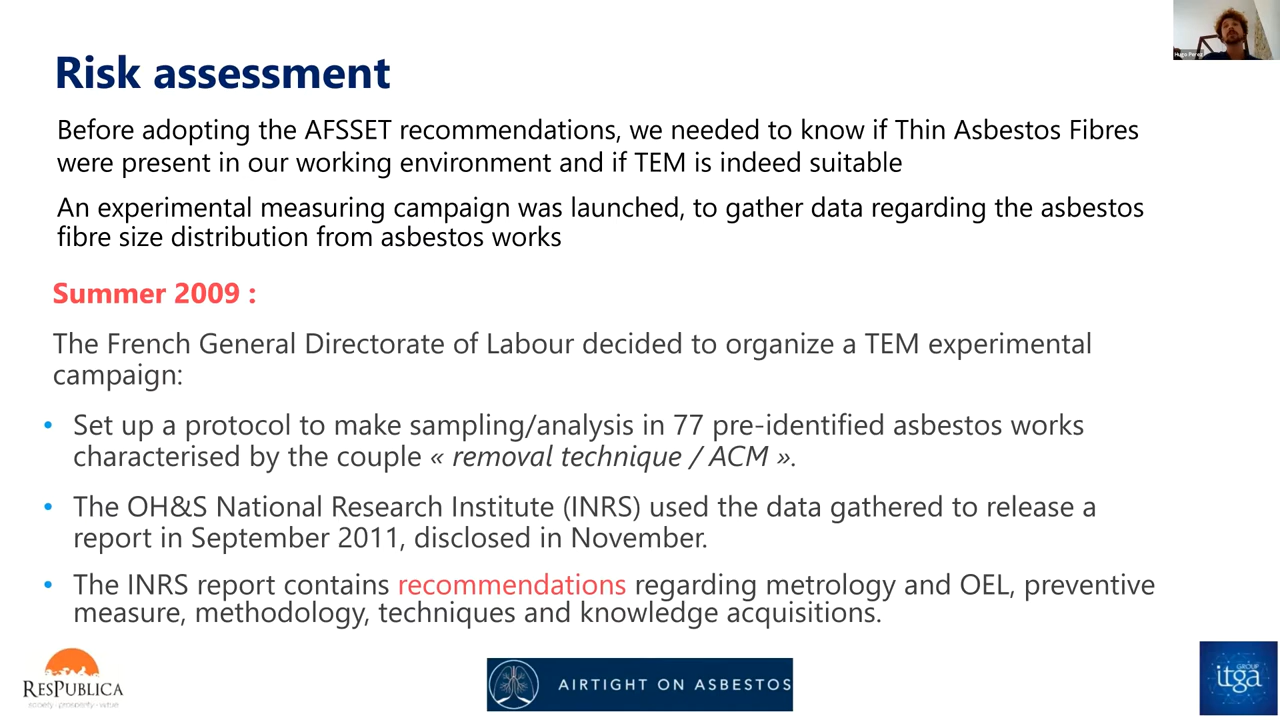 Hugo Perez
Risk assessment
Before adopting the AFSSET recommendations, we needed to know if Thin Asbestos Fibres
were present in our working environment and if TEM is indeed suitable
An experimental measuring campaign was launched, to gather data regarding the asbestos
fibre size distribution from asbestos works
Summer 2009 :
The French General Directorate of Labour decided to organize a TEM experimental
campaign:
• Set up a protocol to make sampling/analysis in 77 pre-identified asbestos works
characterised by the couple « removal technique / ACM ».
• The OH&S National Research Institute (INRS) used the data gathered to release a
report in September 2011, disclosed in November.
• The INRS report contains recommendations regarding metrology and OEL, preventive
measure, methodology, techniques and knowledge acquisitions.
RESPUBLICA
society · prosperity · virtue
AIRTIGHT ON ASBESTOS
GROUP
itga